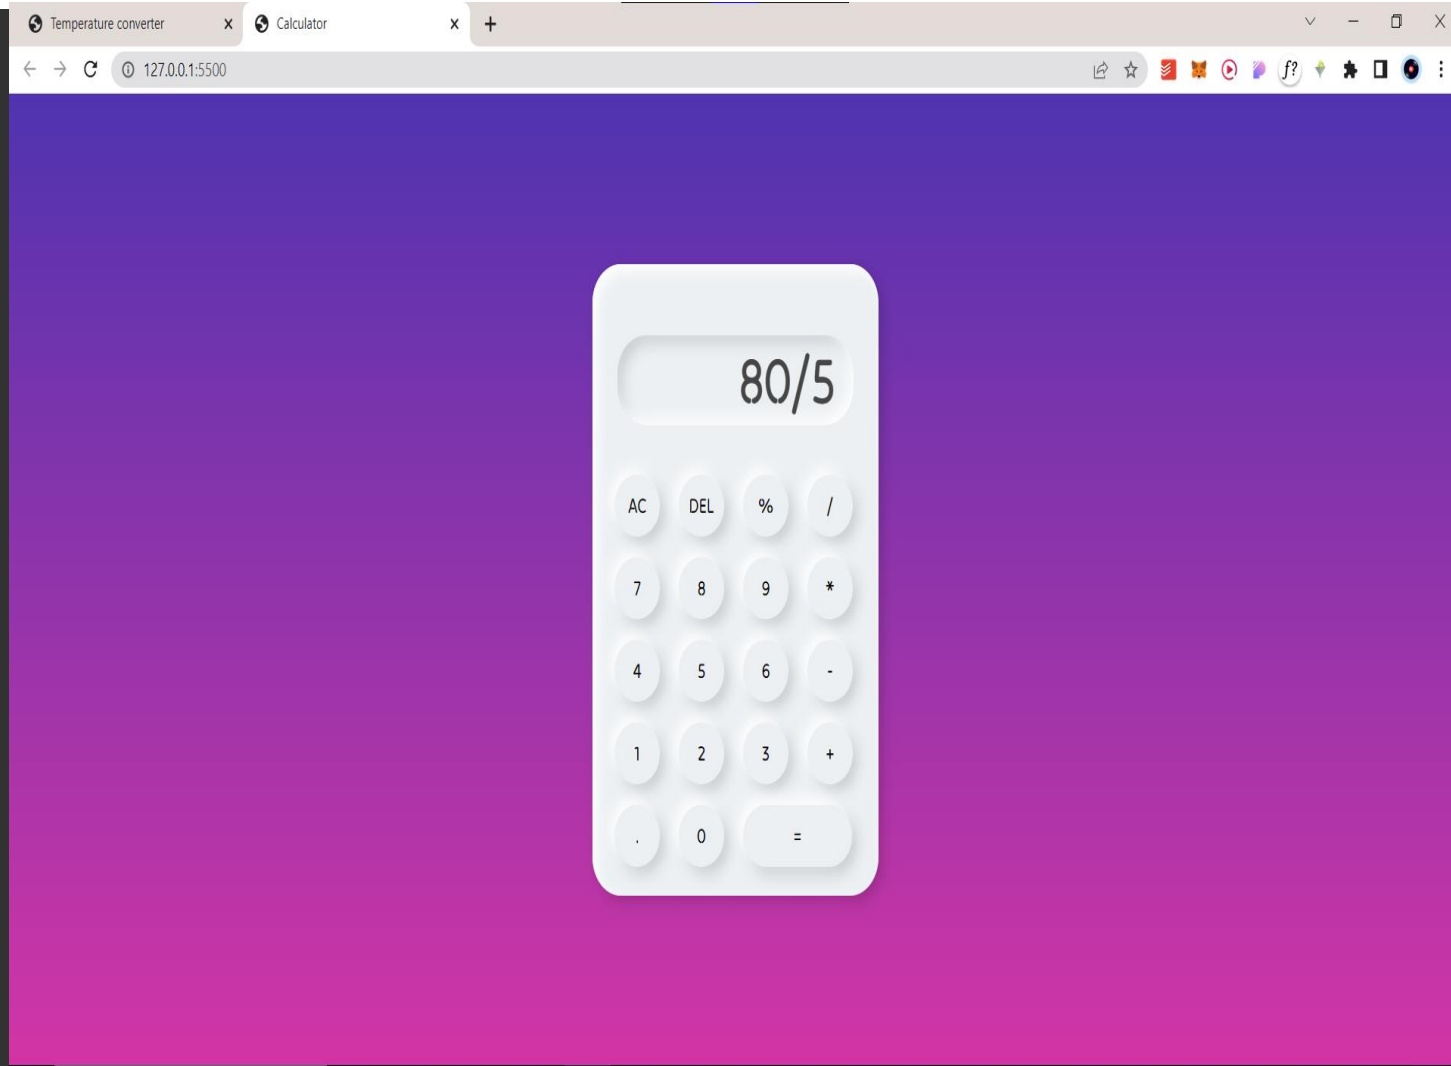 Temperature converter
Calculator
127.0.0.1:5500
f?
80/5
AC DEL % /
7 8 9 *
4 5 6 -
1 2 3 +
. 0 =